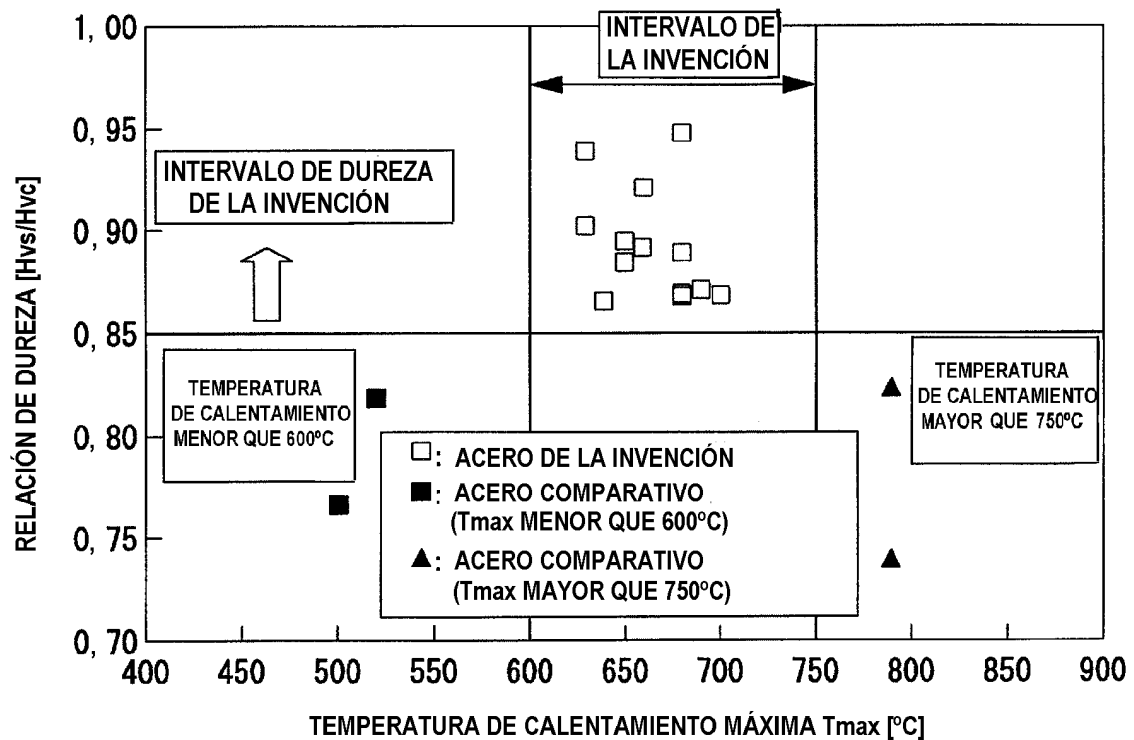 1, 00
0, 95
0, 90
0, 85
0, 80
0, 75
0, 70
RELACIÓN DE DUREZA [Hvs/Hvc]
INTERVALO DE
LA INVENCIÓN
INTERVALO DE DUREZA
DE LA INVENCIÓN
TEMPERATURA
DE CALENTAMIENTO
MENOR QUE 600ºC
TEMPERATURA
DE CALENTAMIENTO
MAYOR QUE 750ºC
□: ACERO DE LA INVENCIÓN
■: ACERO COMPARATIVO
(Tmax MENOR QUE 600ºC)
▲: ACERO COMPARATIVO
(Tmax MAYOR QUE 750ºC)
400 450 500 550 600 650 700 750 800 850 900
TEMPERATURA DE CALENTAMIENTO MÁXIMA Tmax [ºC]